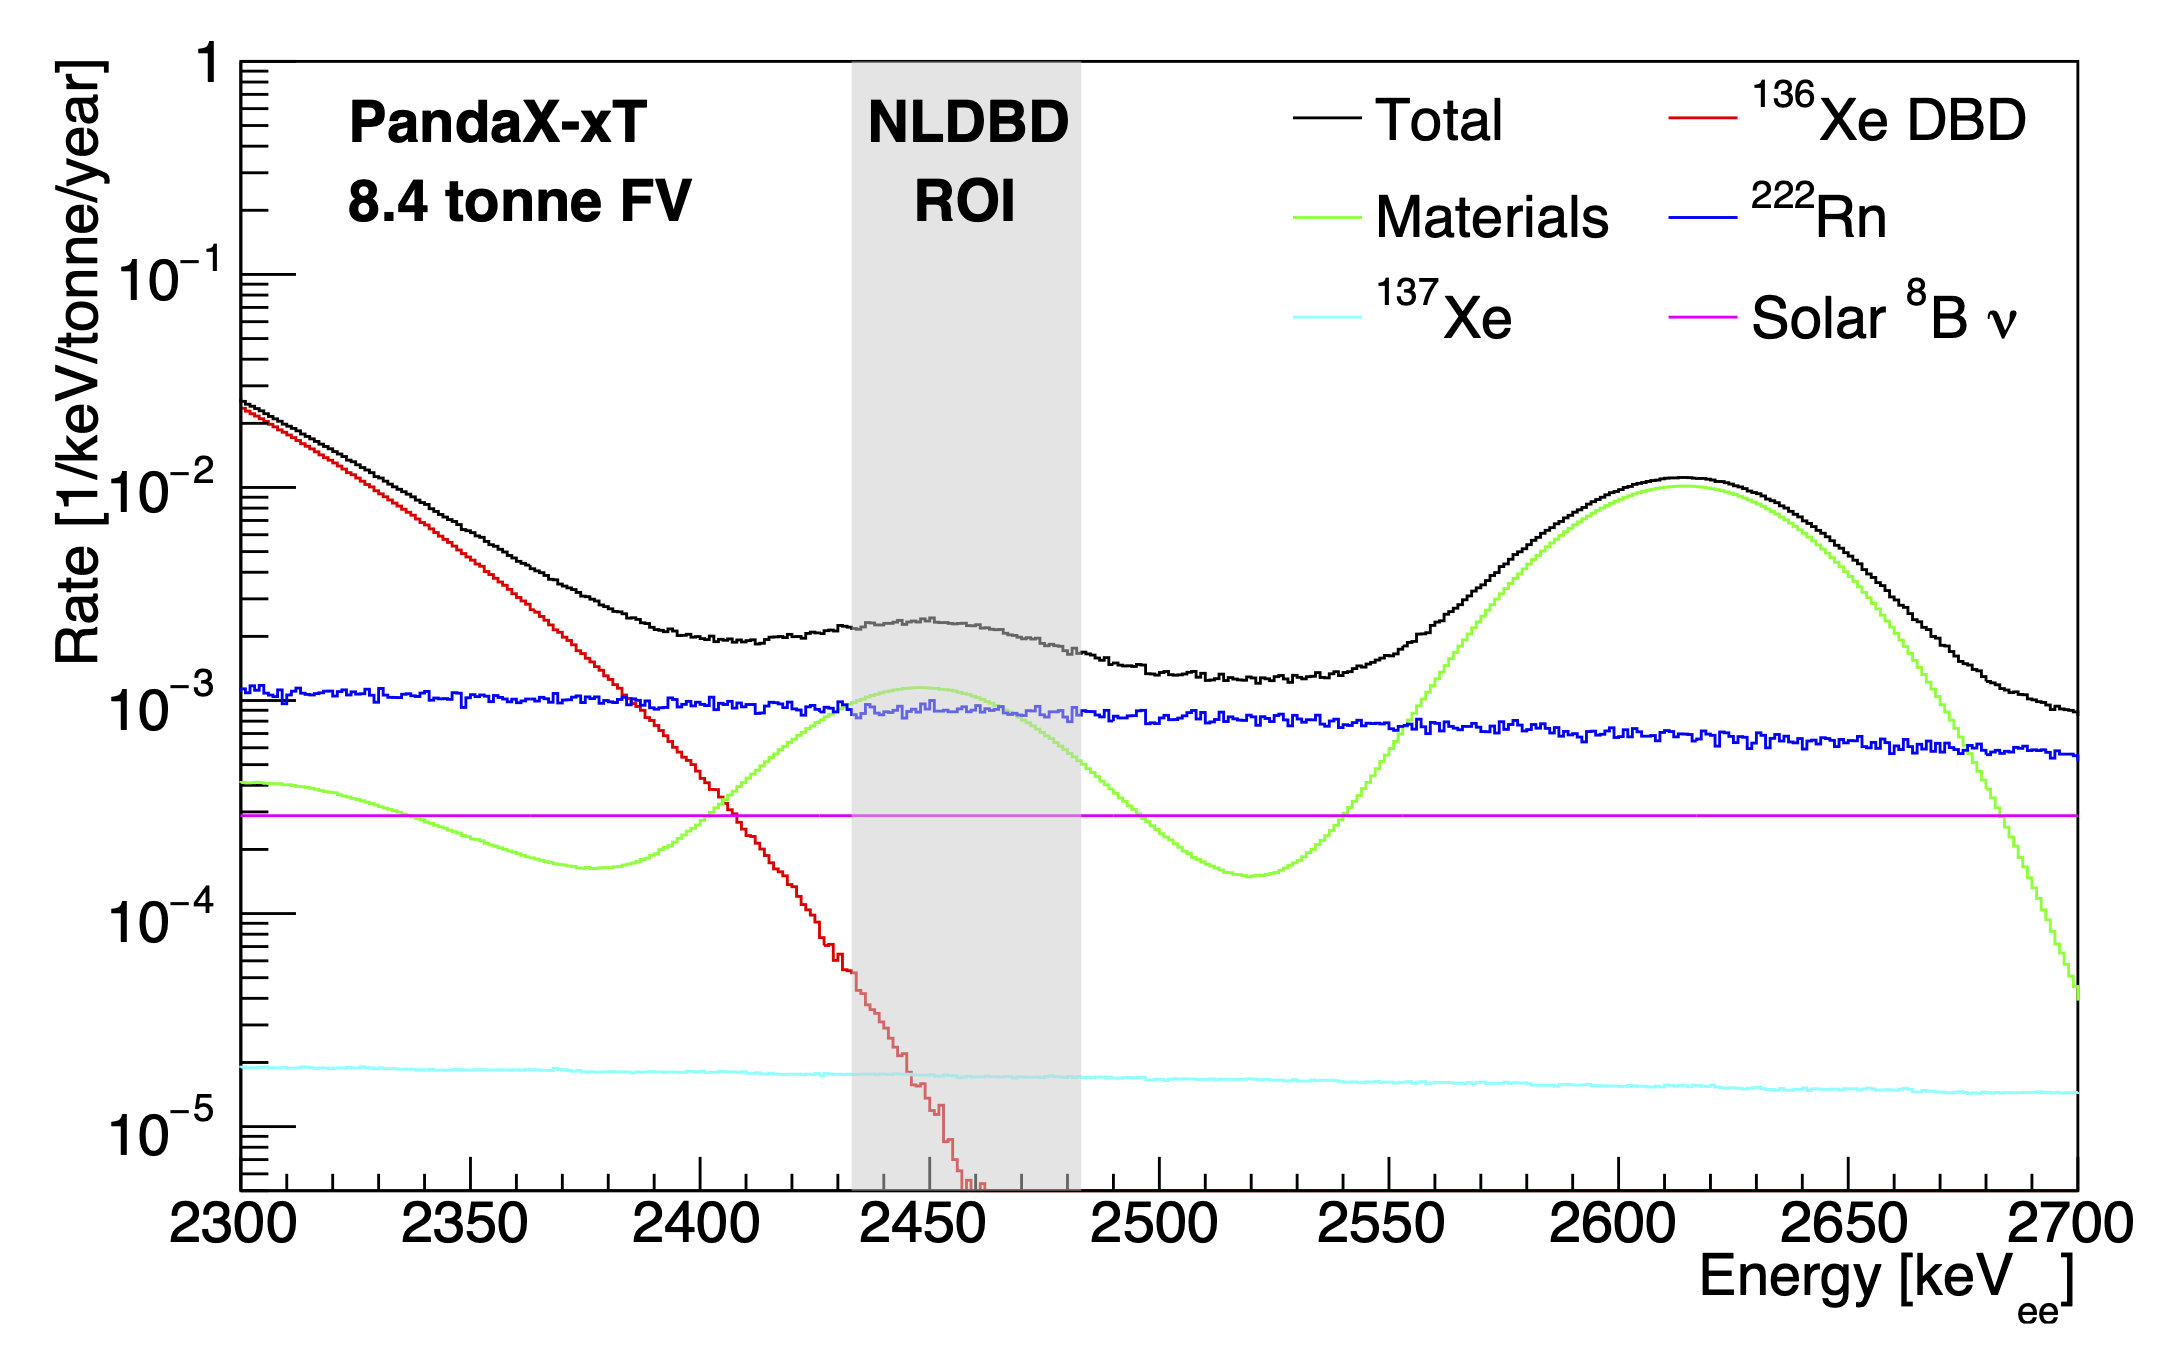 Rate [1/keV/tonne/year]
1
10⁻¹
10⁻²
10⁻³
10⁻⁴
10⁻⁵
PandaX-xT
8.4 tonne FV
NLDBD
ROI
Total
¹³⁶Xe DBD
Materials
²²²Rn
¹³⁷Xe
Solar ⁸B ν
2300 2350 2400 2450 2500 2550 2600 2650 2700
Energy [keVₑₑ]